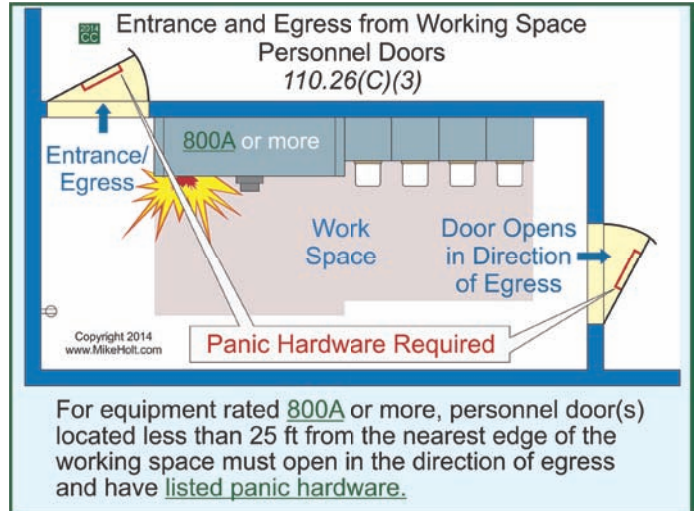 2014
CC
Entrance and Egress from Working Space
Personnel Doors
110.26(C)(3)
800A or more
Entrance/
Egress
Work
Space
Door Opens
in Direction
of Egress
Copyright 2014
www.MikeHolt.com
Panic Hardware Required
For equipment rated 800A or more, personnel door(s)
located less than 25 ft from the nearest edge of the
working space must open in the direction of egress
and have listed panic hardware.